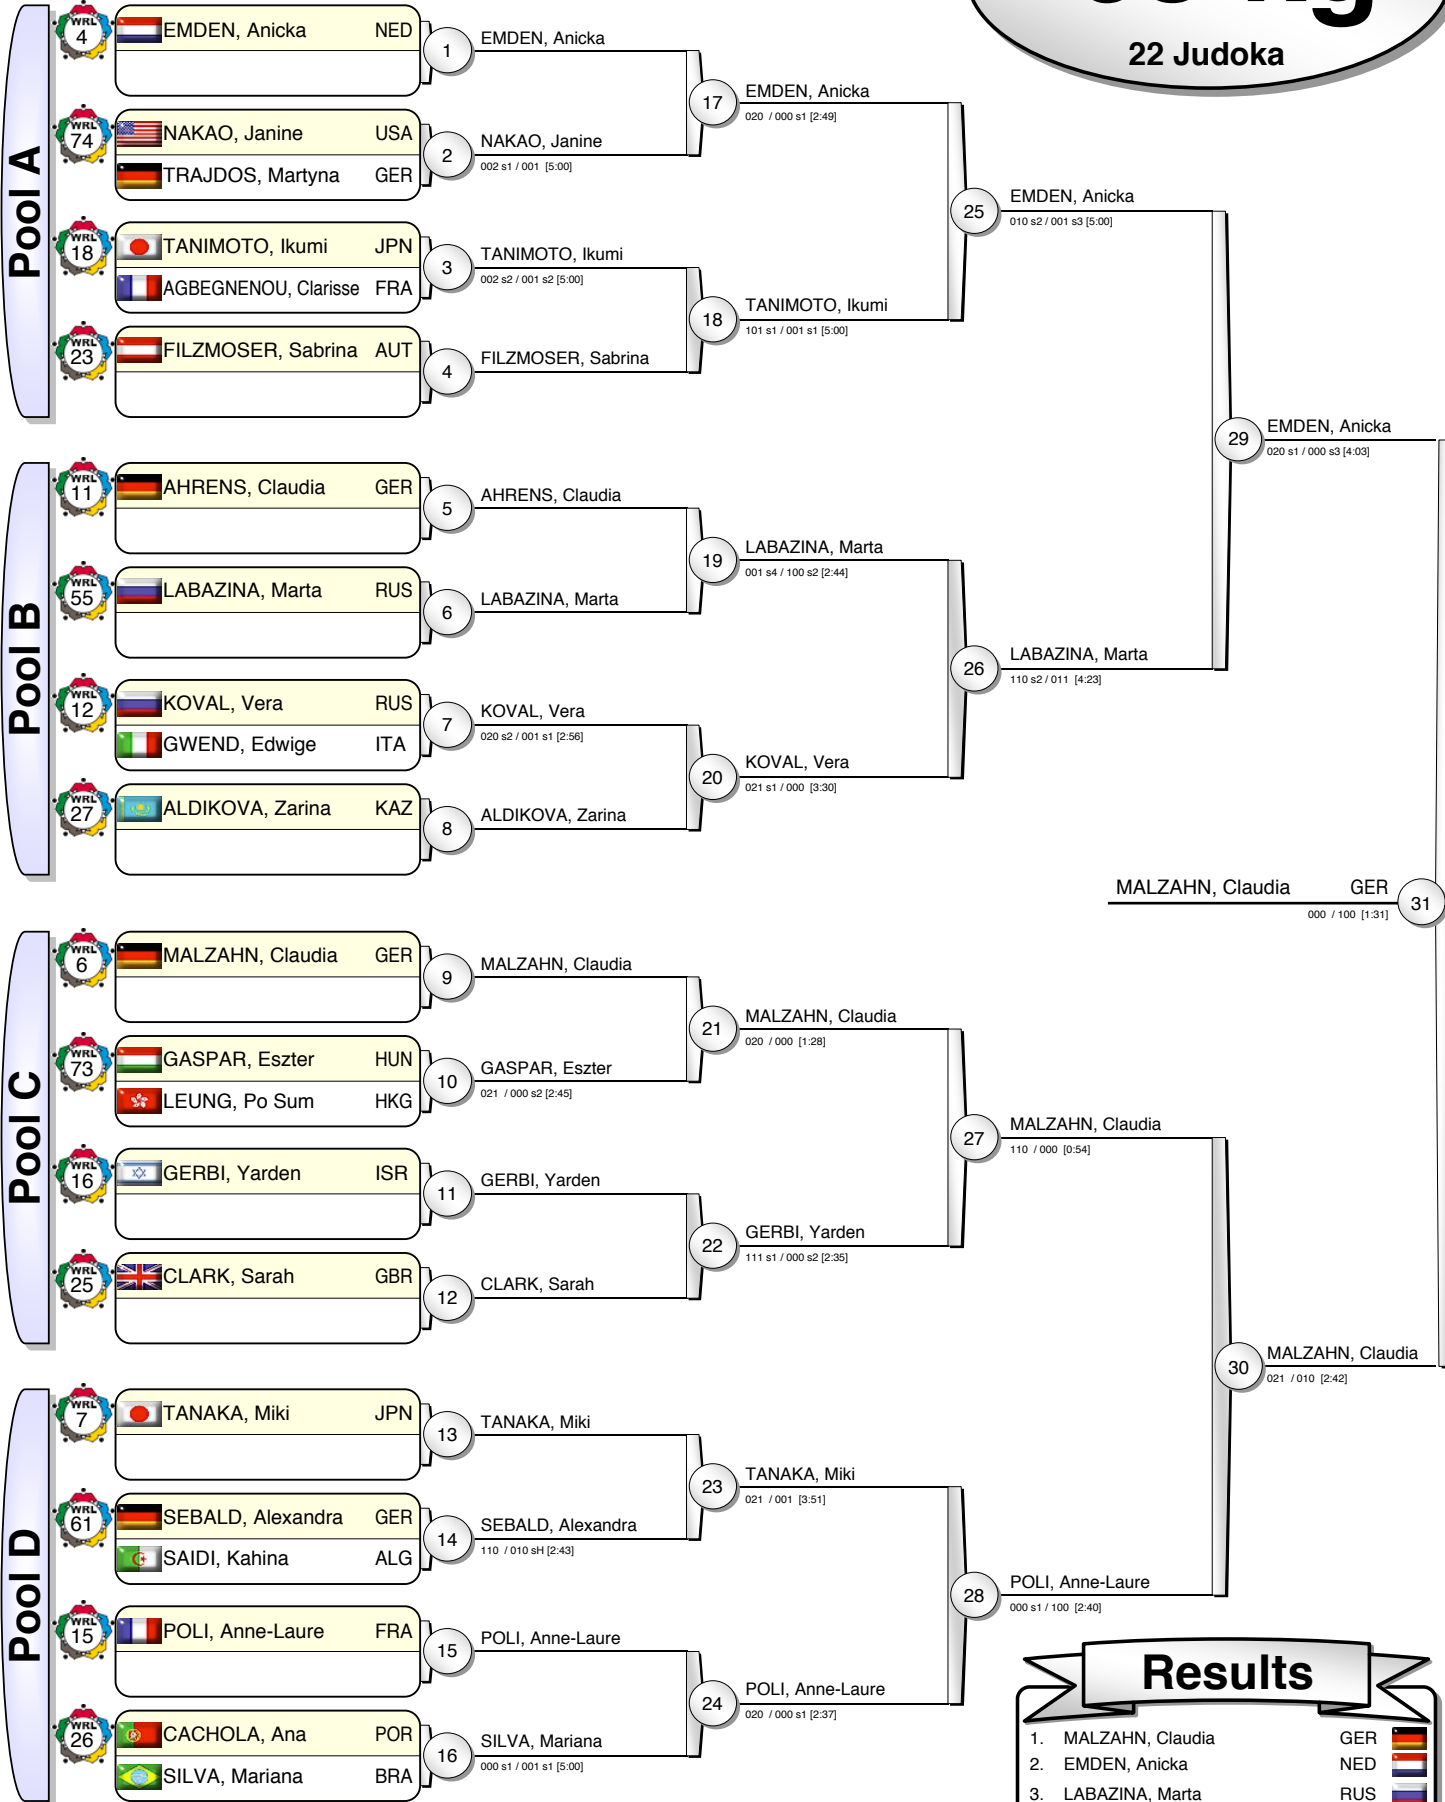 22 Judoka
Pool A
WRL 4
EMDEN, Anicka NED
1
EMDEN, Anicka
WRL 74
NAKAO, Janine USA
TRAJDOS, Martyna GER
2
NAKAO, Janine
002 s1 / 001 [5:00]
17
EMDEN, Anicka
020 / 000 s1 [2:49]
WRL 18
TANIMOTO, Ikumi JPN
AGBEGNENOU, Clarisse FRA
3
TANIMOTO, Ikumi
002 s2 / 001 s2 [5:00]
WRL 23
FILZMOSER, Sabrina AUT
4
FILZMOSER, Sabrina
18
TANIMOTO, Ikumi
101 s1 / 001 s1 [5:00]
25
EMDEN, Anicka
010 s2 / 001 s3 [5:00]
Pool B
WRL 11
AHRENS, Claudia GER
5
AHRENS, Claudia
WRL 55
LABAZINA, Marta RUS
6
LABAZINA, Marta
19
LABAZINA, Marta
001 s4 / 100 s2 [2:44]
WRL 12
KOVAL, Vera RUS
GWEND, Edwige ITA
7
KOVAL, Vera
020 s2 / 001 s1 [2:56]
WRL 27
ALDIKOVA, Zarina KAZ
8
ALDIKOVA, Zarina
20
KOVAL, Vera
021 s1 / 000 [3:30]
26
LABAZINA, Marta
110 s2 / 011 [4:23]
29
EMDEN, Anicka
020 s1 / 000 s3 [4:03]
MALZAHN, Claudia GER
000 / 100 [1:31]
31
Pool C
WRL 6
MALZAHN, Claudia GER
9
MALZAHN, Claudia
WRL 73
GASPAR, Eszter HUN
LEUNG, Po Sum HKG
10
GASPAR, Eszter
021 / 000 s2 [2:45]
21
MALZAHN, Claudia
020 / 000 [1:28]
WRL 16
GERBI, Yarden ISR
11
GERBI, Yarden
WRL 25
CLARK, Sarah GBR
12
CLARK, Sarah
22
GERBI, Yarden
111 s1 / 000 s2 [2:35]
27
MALZAHN, Claudia
110 / 000 [0:54]
Pool D
WRL 7
TANAKA, Miki JPN
13
TANAKA, Miki
WRL 61
SEBALD, Alexandra GER
SAIDI, Kahina ALG
14
SEBALD, Alexandra
110 / 010 sH [2:43]
23
TANAKA, Miki
021 / 001 [3:51]
WRL 15
POLI, Anne-Laure FRA
15
POLI, Anne-Laure
WRL 26
CACHOLA, Ana POR
SILVA, Mariana BRA
16
SILVA, Mariana
000 s1 / 001 s1 [5:00]
24
POLI, Anne-Laure
020 / 000 s1 [2:37]
28
POLI, Anne-Laure
000 s1 / 100 [2:40]
30
MALZAHN, Claudia
021 / 010 [2:42]
Results
1. MALZAHN, Claudia GER
2. EMDEN, Anicka NED
3. LABAZINA, Marta RUS